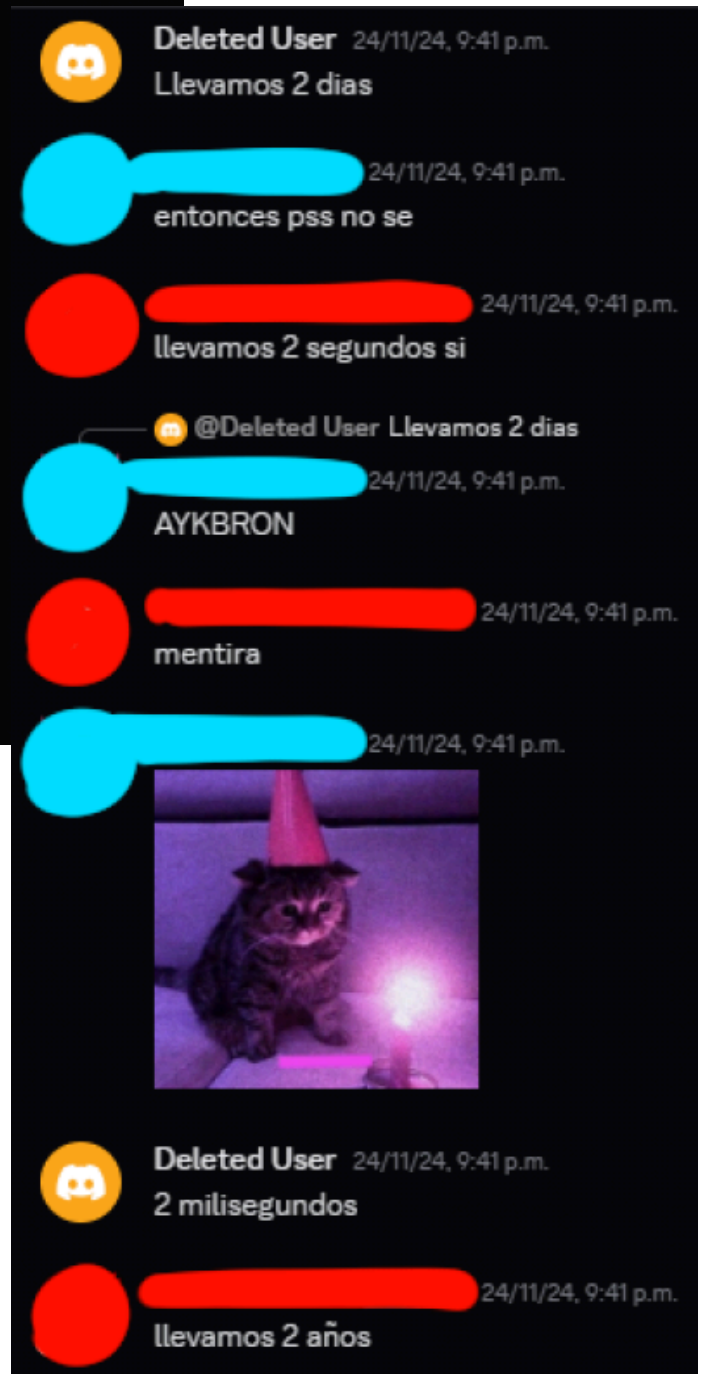 Deleted User 24/11/24, 9:41 p.m.
Llevamos 2 dias
24/11/24, 9:41 p.m.
entonces pss no se
24/11/24, 9:41 p.m.
llevamos 2 segundos si
@Deleted User Llevamos 2 dias
24/11/24, 9:41 p.m.
AYKBRON
24/11/24, 9:41 p.m.
mentira
24/11/24, 9:41 p.m.
Deleted User 24/11/24, 9:41 p.m.
2 milisegundos
24/11/24, 9:41 p.m.
llevamos 2 años